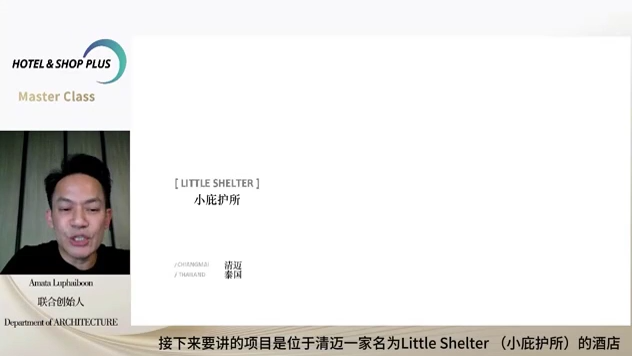 HOTEL & SHOP PLUS
Master Class
[ LITTLE SHELTER ]
小庇护所
/ CHIANGMAI 清迈
/ THAILAND 泰国
Amata Luphaiboon
联合创始人
Department of ARCHITECTURE
接下来要讲的项目是位于清迈一家名为Little Shelter （小庇护所）的酒店